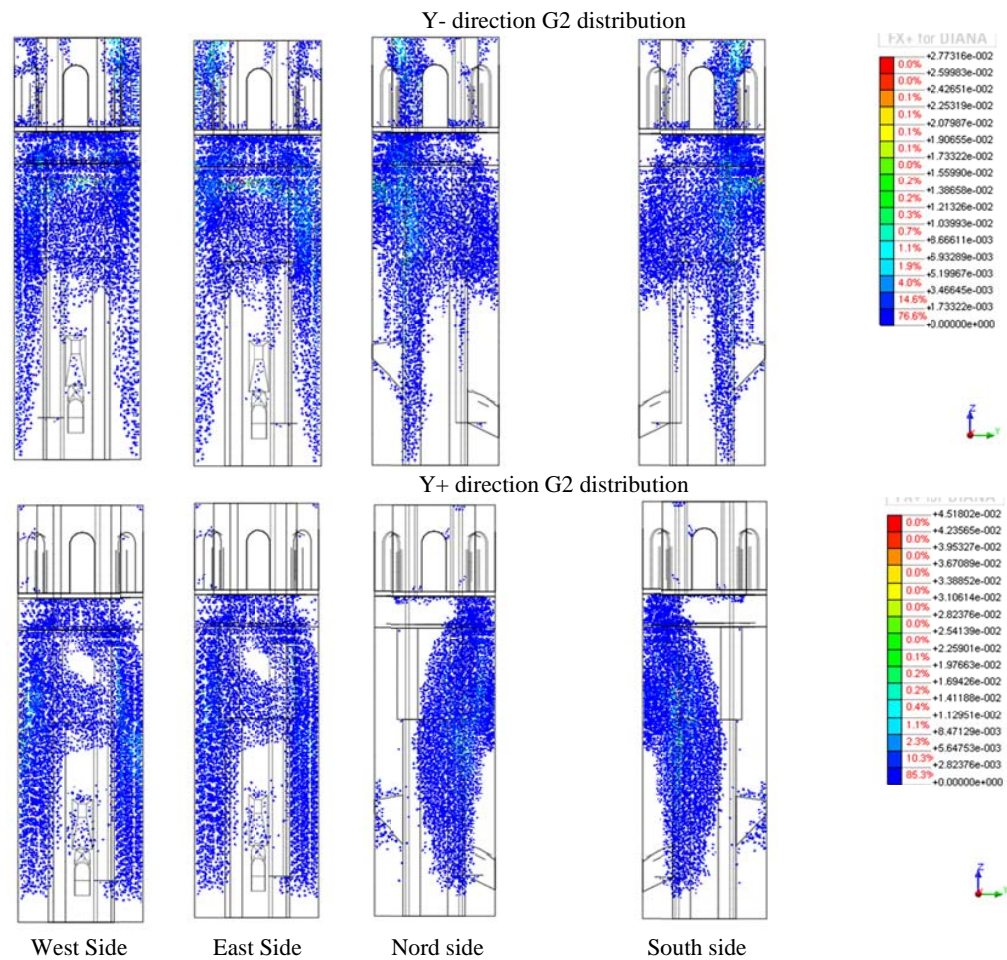 Y- direction G2 distribution
FX+ for DIANA
+2.77316e-002
0.0%
+2.59983e-002
0.0%
+2.42651e-002
0.1%
+2.25319e-002
0.1%
+2.07987e-002
0.1%
+1.90655e-002
0.1%
+1.73322e-002
0.0%
+1.55990e-002
0.2%
+1.38658e-002
0.2%
+1.21326e-002
0.3%
+1.03993e-002
0.7%
+8.66611e-003
1.1%
+6.93289e-003
1.9%
+5.19967e-003
4.0%
+3.46645e-003
14.6%
+1.73322e-003
76.6%
+0.00000e+000
Z
Y
Y+ direction G2 distribution
FX+ for DIANA
+4.51802e-002
0.0%
+4.23565e-002
0.0%
+3.95327e-002
0.0%
+3.67089e-002
0.0%
+3.38852e-002
0.0%
+3.10614e-002
0.0%
+2.82376e-002
0.0%
+2.54139e-002
0.0%
+2.25901e-002
0.1%
+1.97663e-002
0.2%
+1.69426e-002
0.2%
+1.41188e-002
0.4%
+1.12951e-002
1.1%
+8.47129e-003
2.3%
+5.64753e-003
10.3%
+2.82376e-003
85.3%
+0.00000e+000
Z
Y
West Side East Side Nord side South side